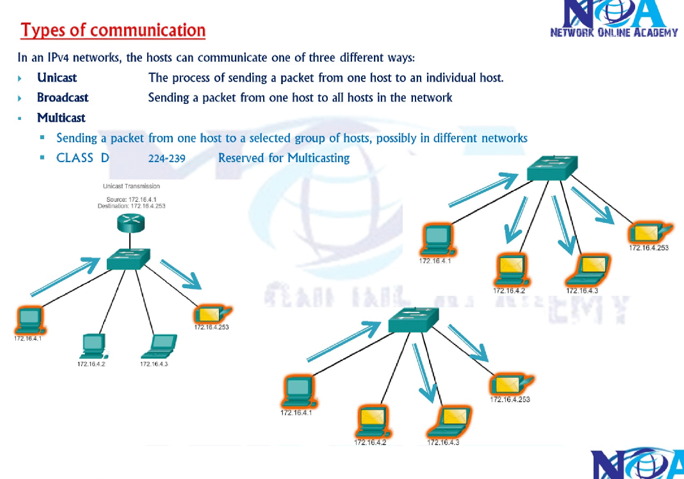 Types of communication
NETWORK ONLINE ACADEMY
In an IPv4 networks, the hosts can communicate one of three different ways:
Unicast The process of sending a packet from one host to an individual host.
Broadcast Sending a packet from one host to all hosts in the network
Multicast
Sending a packet from one host to a selected group of hosts, possibly in different networks
CLASS D 224-239 Reserved for Multicasting
Unicast Transmission
Source: 172.16.4.1
Destination: 172.16.4.253
172.16.4.1
172.16.4.2
172.16.4.3
172.16.4.253
172.16.4.1
172.16.4.2
172.16.4.3
172.16.4.253
172.16.4.1
172.16.4.2
172.16.4.3
172.16.4.253